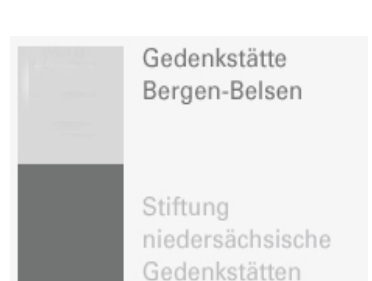 Gedenkstätte
Bergen-Belsen
Stiftung
niedersächsische
Gedenkstätten